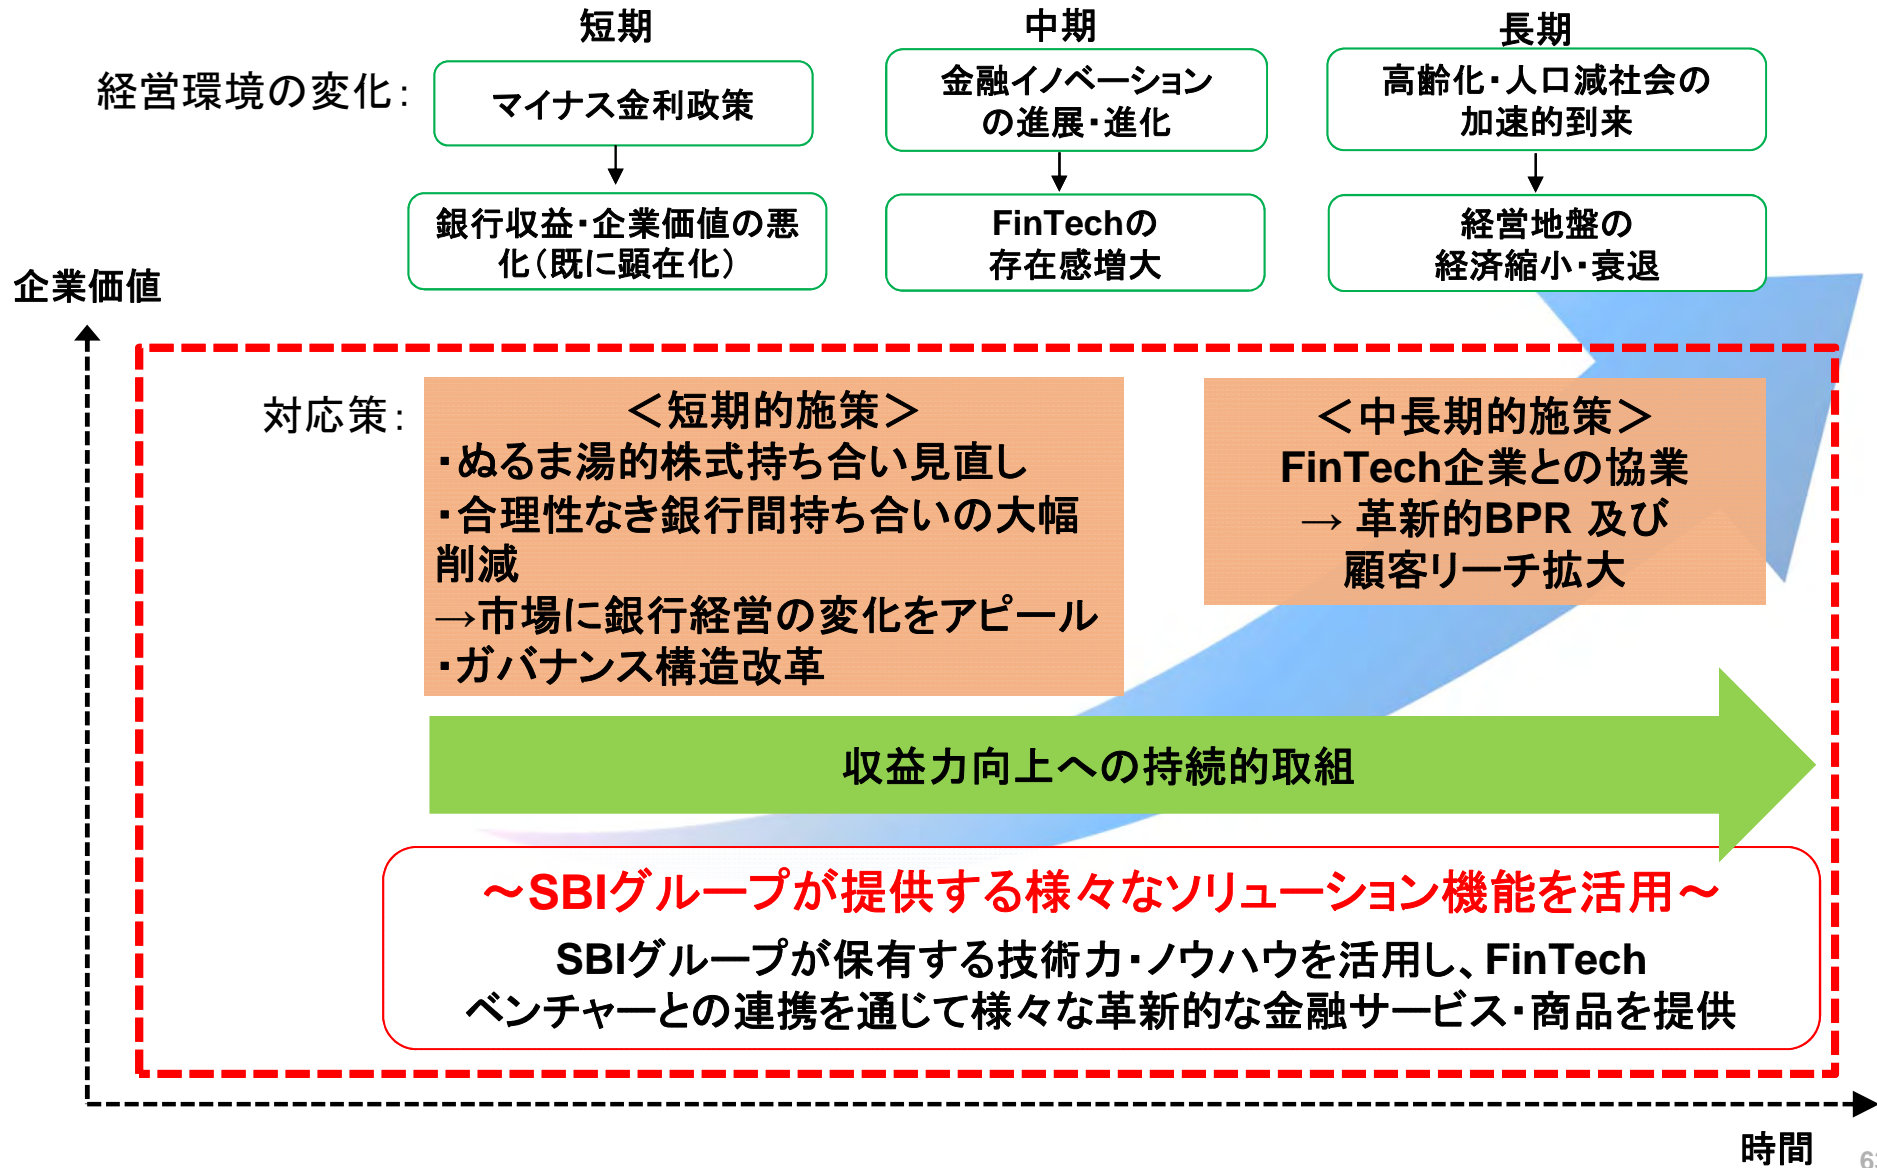 短期
中期
長期
経営環境の変化:
マイナス金利政策
金融イノベーション
の進展・進化
高齢化・人口減社会の
加速的到来
銀行収益・企業価値の悪
化(既に顕在化)
FinTechの
存在感増大
経営地盤の
経済縮小・衰退
企業価値
対応策:
＜短期的施策＞
・ぬるま湯的株式持ち合い見直し
・合理性なき銀行間持ち合いの大幅
削減
→市場に銀行経営の変化をアピール
・ガバナンス構造改革
＜中長期的施策＞
FinTech企業との協業
→ 革新的BPR 及び
顧客リーチ拡大
収益力向上への持続的取組
～SBIグループが提供する様々なソリューション機能を活用～
SBIグループが保有する技術力・ノウハウを活用し、FinTech
ベンチャーとの連携を通じて様々な革新的な金融サービス・商品を提供
時間